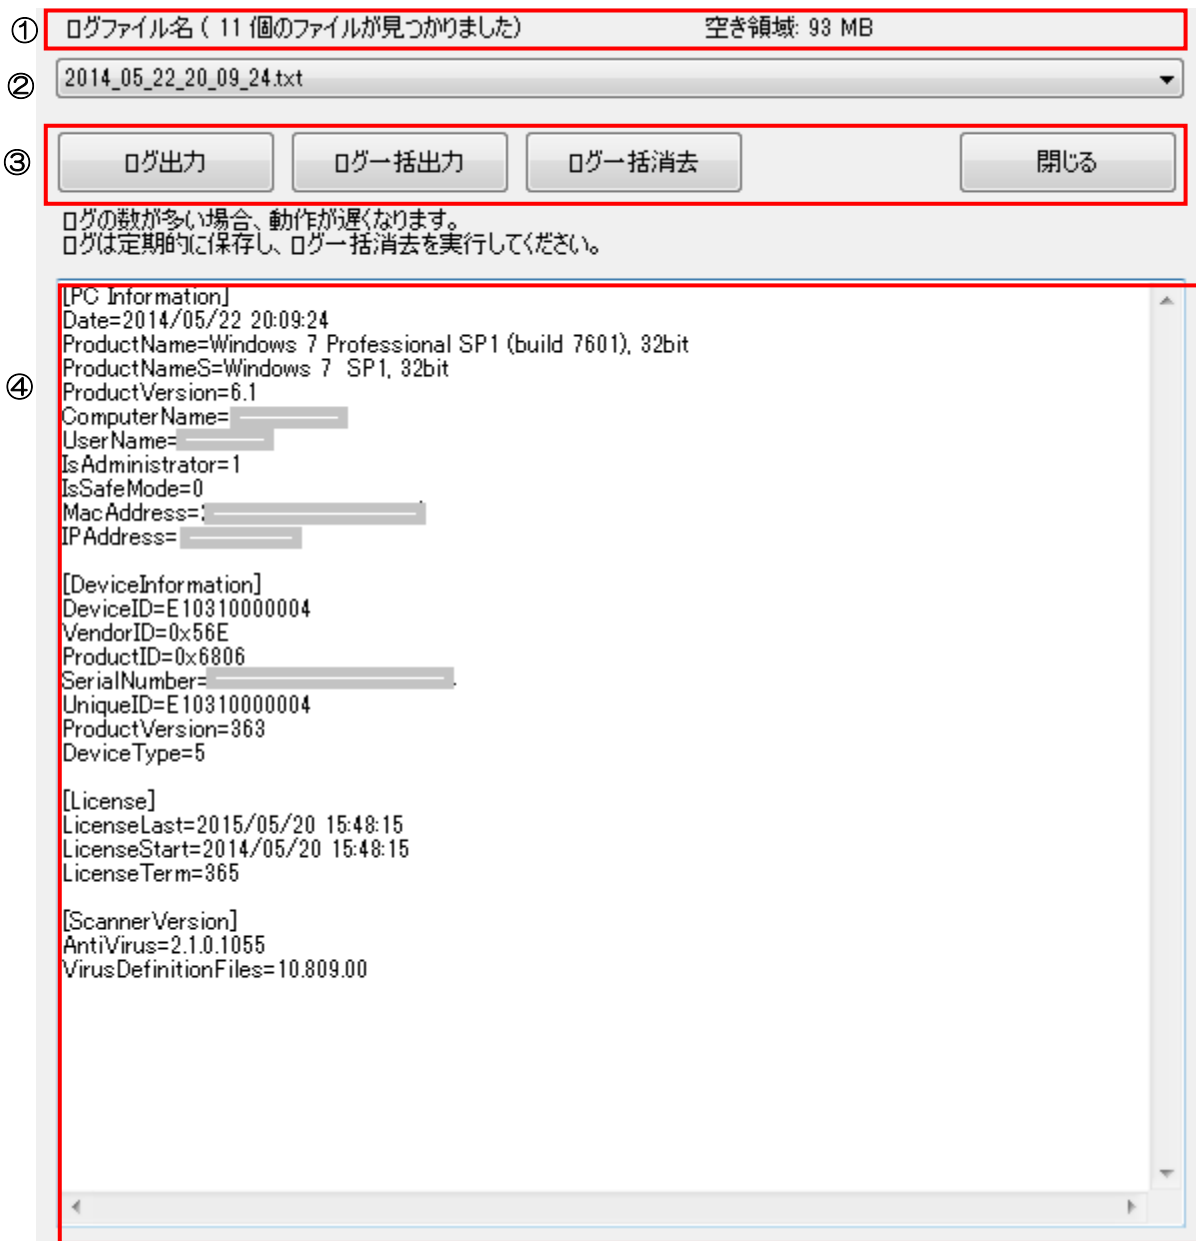 ① ログファイル名 ( 11 個のファイルが見つかりました) 空き領域: 93 MB
② 2014_05_22_20_09_24.txt
③ ログ出力 ログ一括出力 ログ一括消去 閉じる
ログの数が多い場合、動作が遅くなります。
ログは定期的に保存し、ログ一括消去を実行してください。
④
[PC Information]
Date=2014/05/22 20:09:24
ProductName=Windows 7 Professional SP1 (build 7601), 32bit
ProductNameS=Windows 7  SP1, 32bit
ProductVersion=6.1
ComputerName=
UserName=
IsAdministrator=1
IsSafeMode=0
MacAddress=
IPAddress=
[DeviceInformation]
DeviceID=E10310000004
VendorID=0x56E
ProductID=0x6806
SerialNumber=
UniqueID=E10310000004
ProductVersion=363
DeviceType=5
[License]
LicenseLast=2015/05/20 15:48:15
LicenseStart=2014/05/20 15:48:15
LicenseTerm=365
[ScannerVersion]
AntiVirus=2.1.0.1055
VirusDefinitionFiles=10.809.00